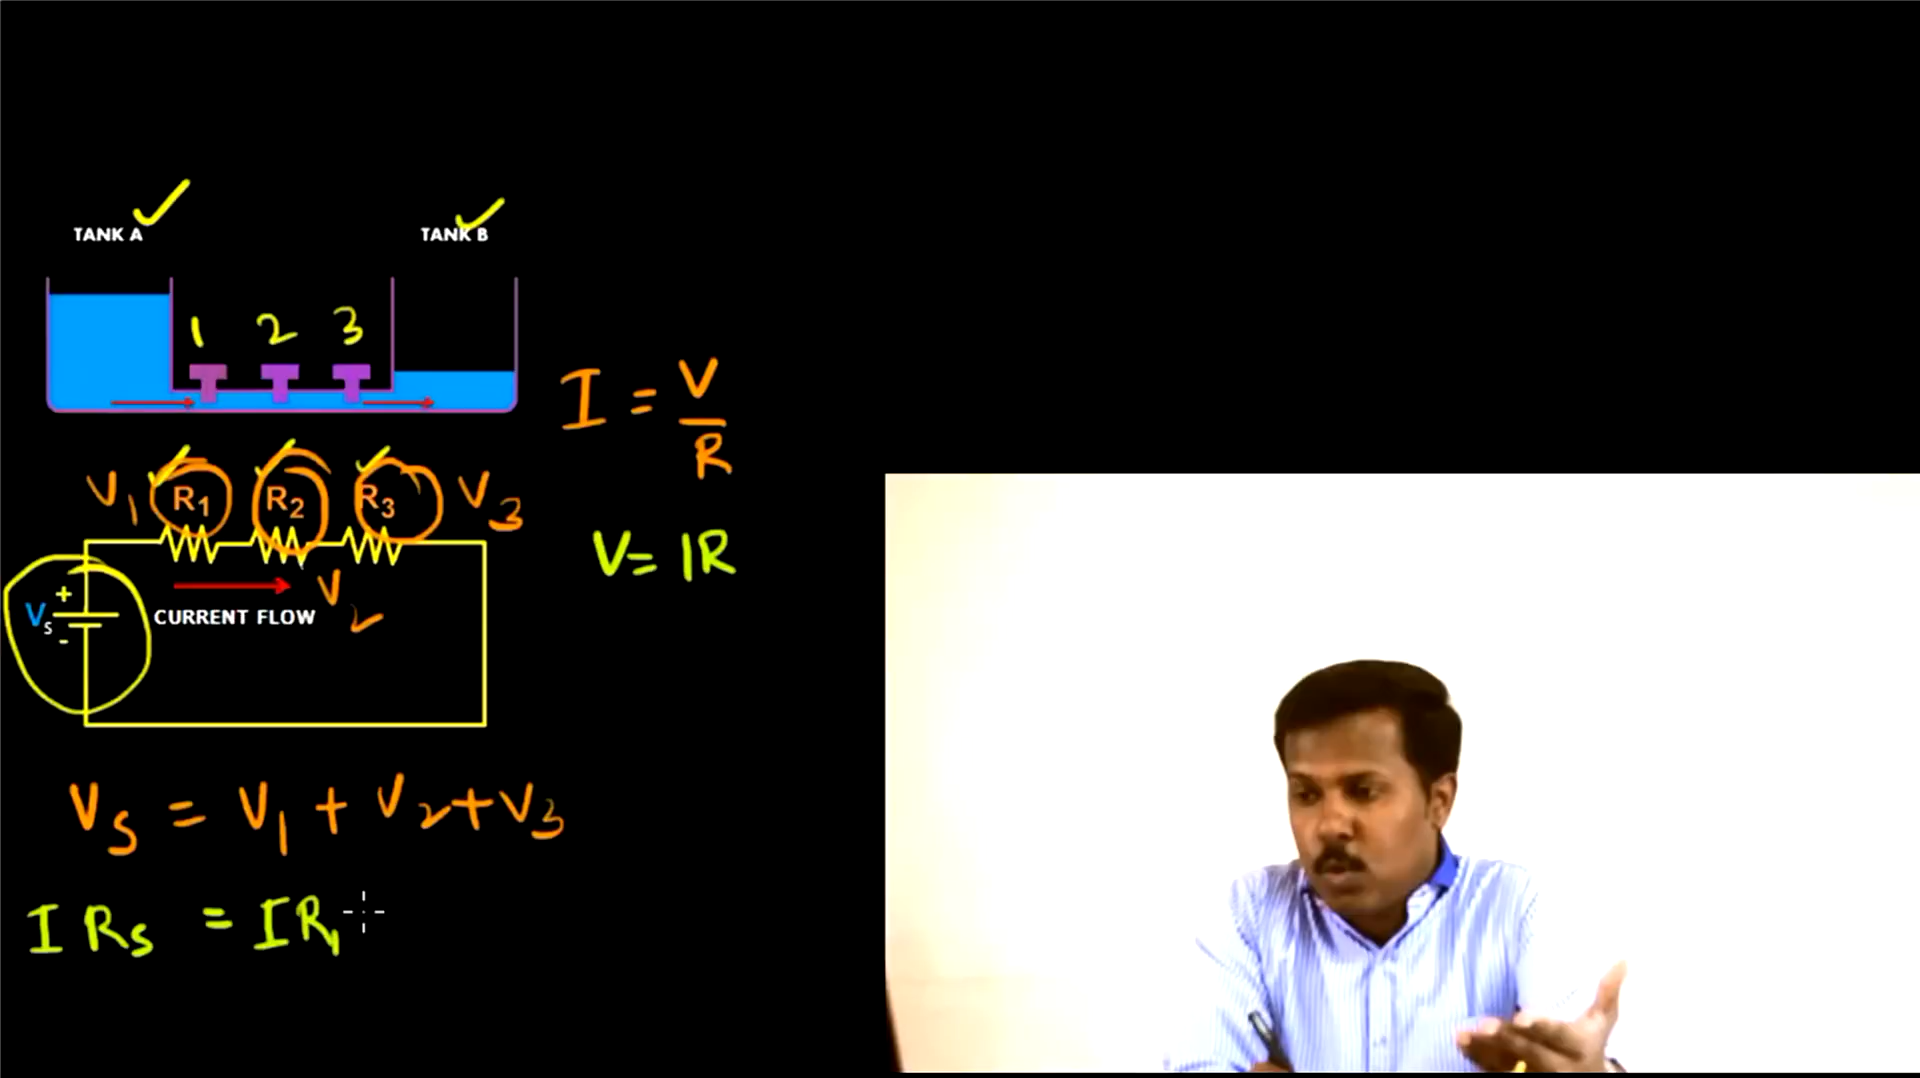 TANK A TANK B
1 2 3
I = V/R
V1 R1 R2 R3 V3
V = IR
+
Vs CURRENT FLOW V2
-
Vs = V1 + V2 + V3
I Rs = IR1